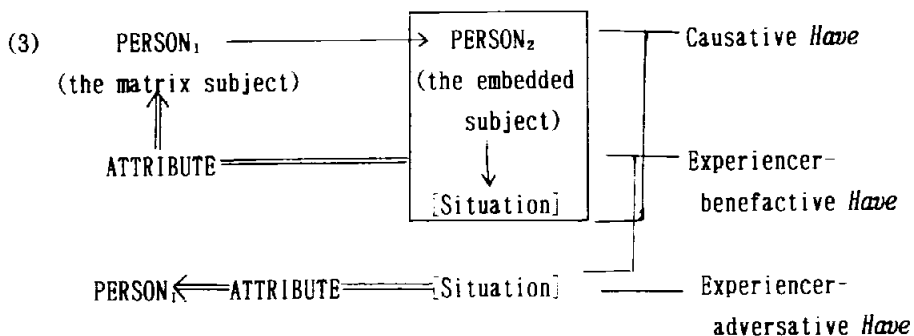 (3) PERSON₁ PERSON₂ Causative Have
(the matrix subject) (the embedded
subject)
ATTRIBUTE Experiencer-
[Situation] benefactive Have
PERSON₁ ATTRIBUTE [Situation] Experiencer-
adversative Have